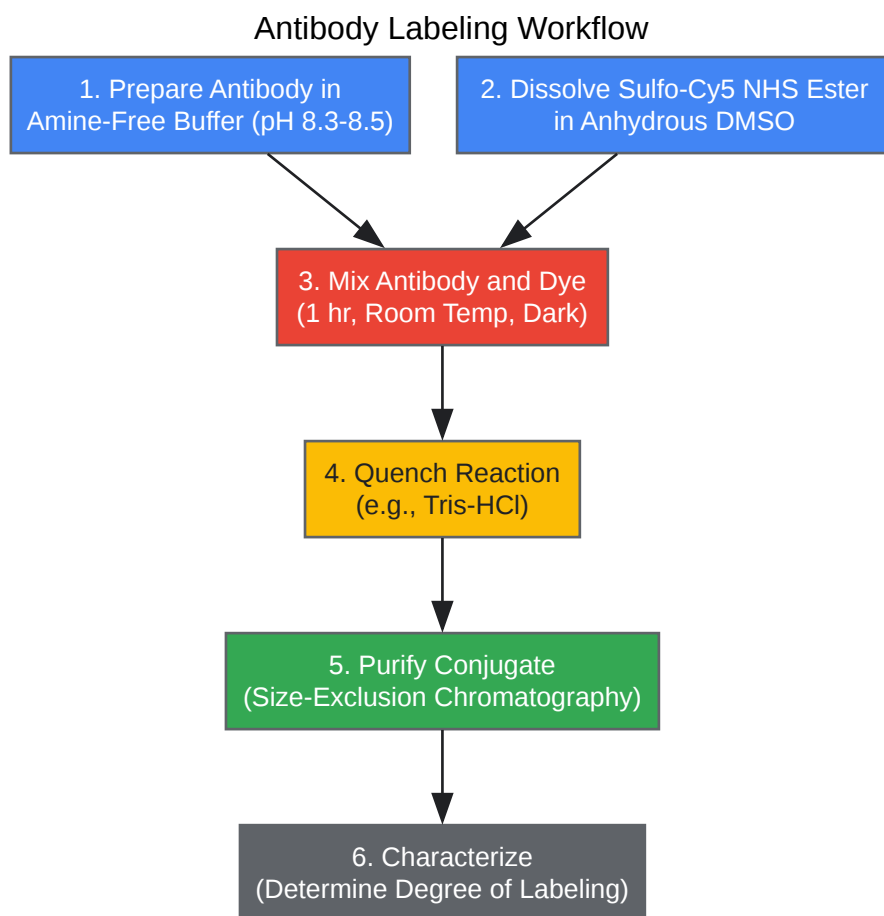 Antibody Labeling Workflow
1. Prepare Antibody in
Amine-Free Buffer (pH 8.3-8.5)
2. Dissolve Sulfo-Cy5 NHS Ester
in Anhydrous DMSO
3. Mix Antibody and Dye
(1 hr, Room Temp, Dark)
4. Quench Reaction
(e.g., Tris-HCl)
5. Purify Conjugate
(Size-Exclusion Chromatography)
6. Characterize
(Determine Degree of Labeling)